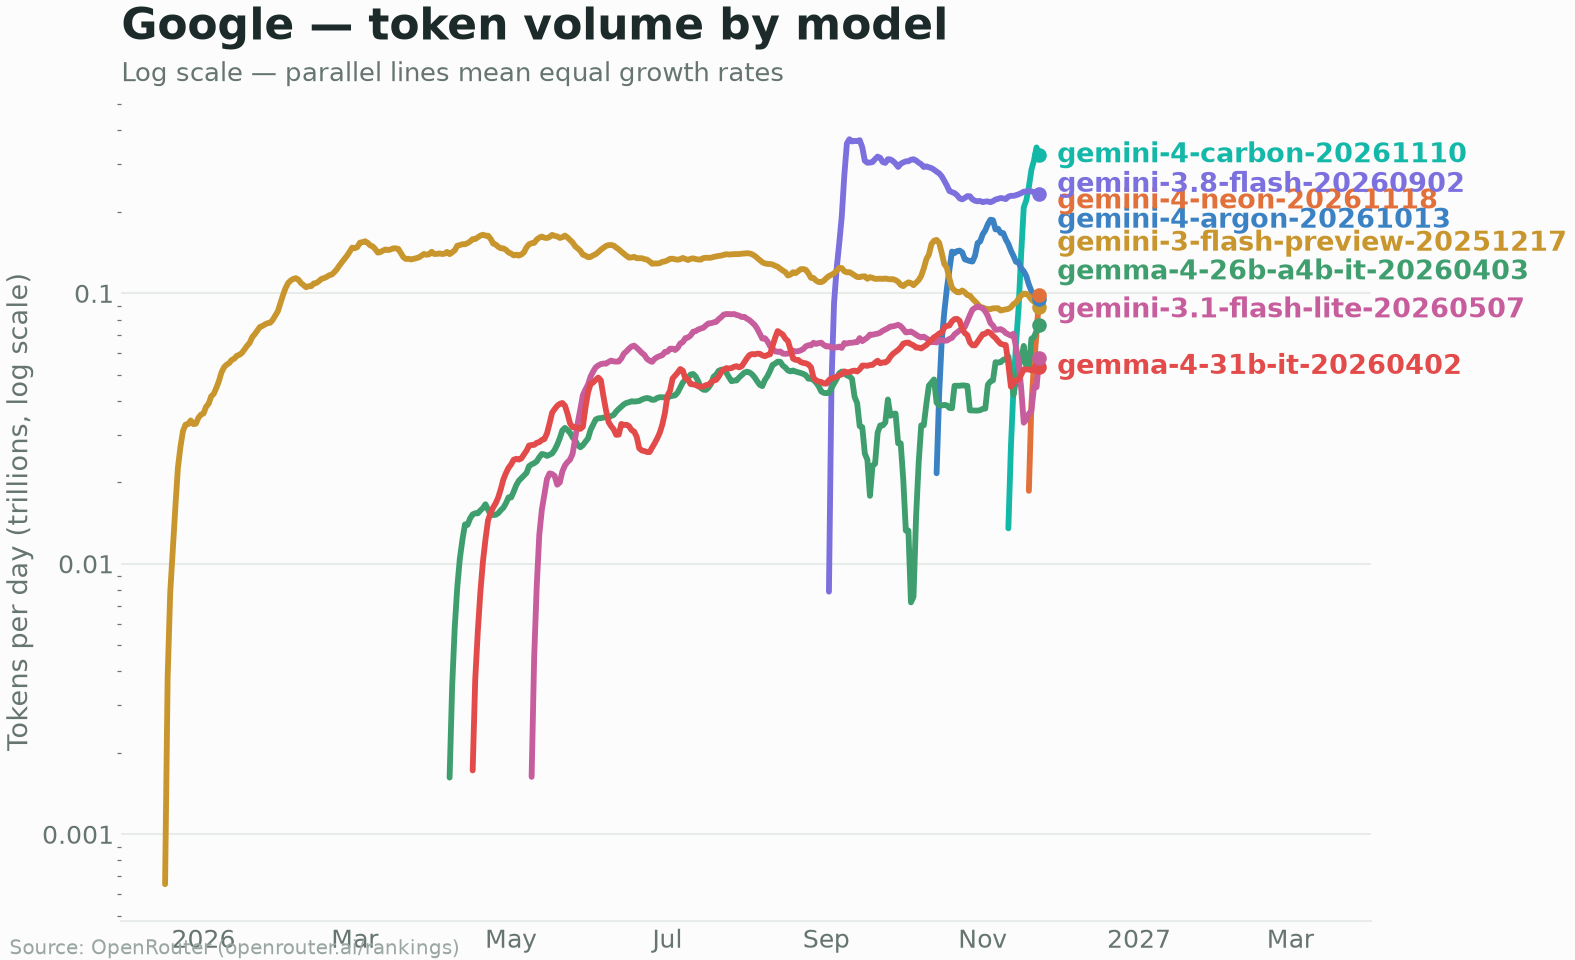 Google — token volume by model
Log scale — parallel lines mean equal growth rates
Tokens per day (trillions, log scale)
0.1
0.01
0.001
gemini-4-carbon-20261110
gemini-3.8-flash-20260902
gemini-4-neon-20261118
gemini-4-argon-20261013
gemini-3-flash-preview-20251217
gemma-4-26b-a4b-it-20260403
gemini-3.1-flash-lite-20260507
gemma-4-31b-it-20260402
2026 Mar May Jul Sep Nov 2027 Mar
Source: OpenRouter (openrouter.ai/rankings)